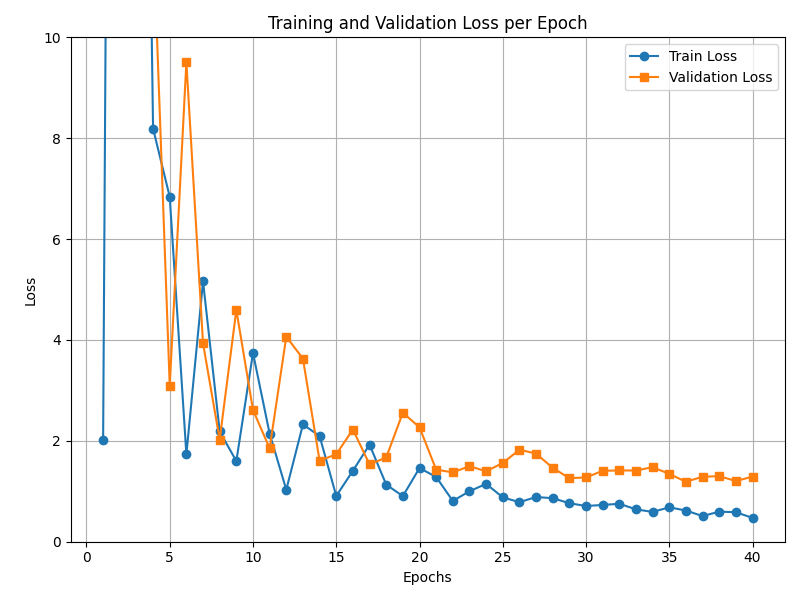 Training and Validation Loss per Epoch
Train Loss
Validation Loss
Loss
10
8
6
4
2
0
0 5 10 15 20 25 30 35 40
Epochs